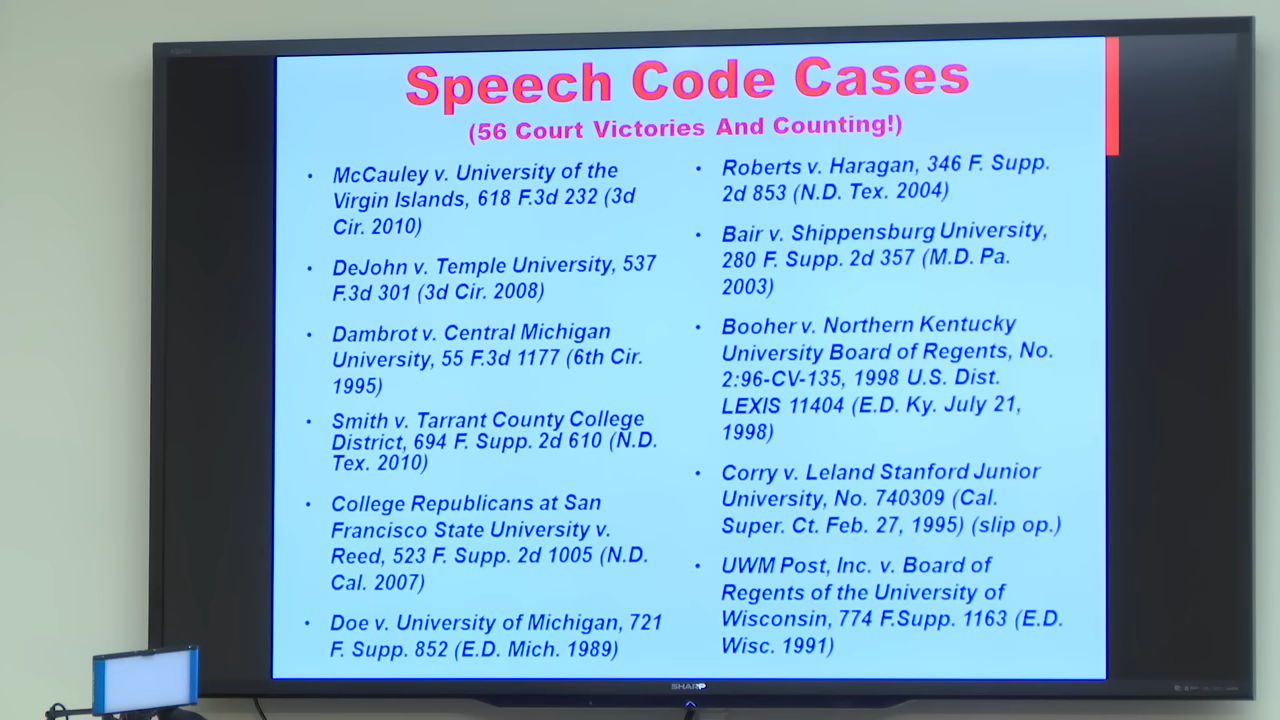 Speech Code Cases
(56 Court Victories And Counting!)
• McCauley v. University of the
Virgin Islands, 618 F.3d 232 (3d
Cir. 2010)
• DeJohn v. Temple University, 537
F.3d 301 (3d Cir. 2008)
• Dambrot v. Central Michigan
University, 55 F.3d 1177 (6th Cir.
1995)
• Smith v. Tarrant County College
District, 694 F. Supp. 2d 610 (N.D.
Tex. 2010)
• College Republicans at San
Francisco State University v.
Reed, 523 F. Supp. 2d 1005 (N.D.
Cal. 2007)
• Doe v. University of Michigan, 721
F. Supp. 852 (E.D. Mich. 1989)
• Roberts v. Haragan, 346 F. Supp.
2d 853 (N.D. Tex. 2004)
• Bair v. Shippensburg University,
280 F. Supp. 2d 357 (M.D. Pa.
2003)
• Booher v. Northern Kentucky
University Board of Regents, No.
2:96-CV-135, 1998 U.S. Dist.
LEXIS 11404 (E.D. Ky. July 21,
1998)
• Corry v. Leland Stanford Junior
University, No. 740309 (Cal.
Super. Ct. Feb. 27, 1995) (slip op.)
• UWM Post, Inc. v. Board of
Regents of the University of
Wisconsin, 774 F.Supp. 1163 (E.D.
Wisc. 1991)
SHARP